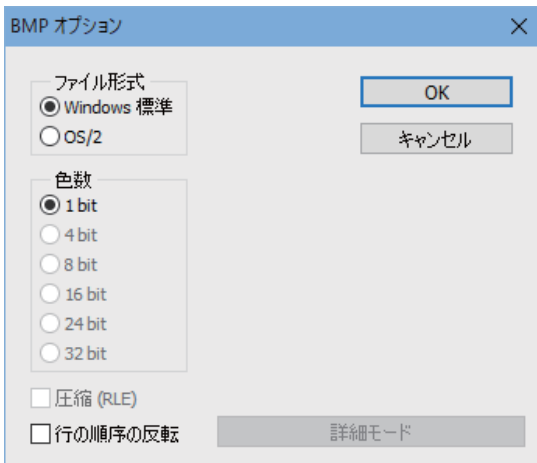 BMP オプション
ファイル形式
Windows 標準
OS/2
OK
キャンセル
色数
1 bit
4 bit
8 bit
16 bit
24 bit
32 bit
圧縮 (RLE)
行の順序の反転
詳細モード